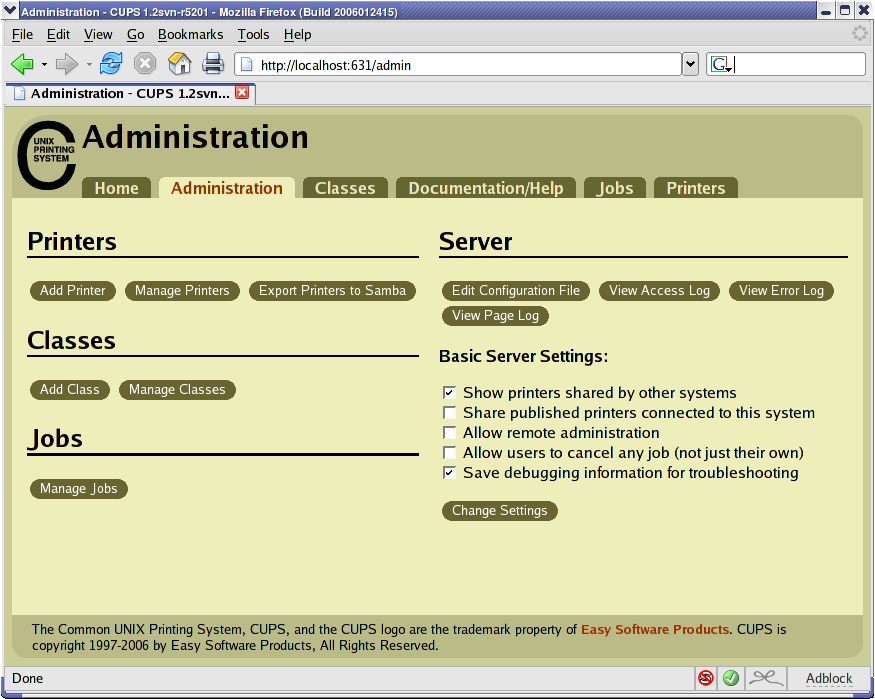 Administration - CUPS 1.2svn-r5201 - Mozilla Firefox (Build 2006012415)
File Edit View Go Bookmarks Tools Help
http://localhost:631/admin
G
Administration - CUPS 1.2svn...
UNIX
PRINTING
SYSTEM
Administration
Home Administration Classes Documentation/Help Jobs Printers
Printers
Add Printer Manage Printers Export Printers to Samba
Classes
Add Class Manage Classes
Jobs
Manage Jobs
Server
Edit Configuration File View Access Log View Error Log
View Page Log
Basic Server Settings:
Show printers shared by other systems
Share published printers connected to this system
Allow remote administration
Allow users to cancel any job (not just their own)
Save debugging information for troubleshooting
Change Settings
The Common UNIX Printing System, CUPS, and the CUPS logo are the trademark property of Easy Software Products. CUPS is
copyright 1997-2006 by Easy Software Products, All Rights Reserved.
Done
Adblock